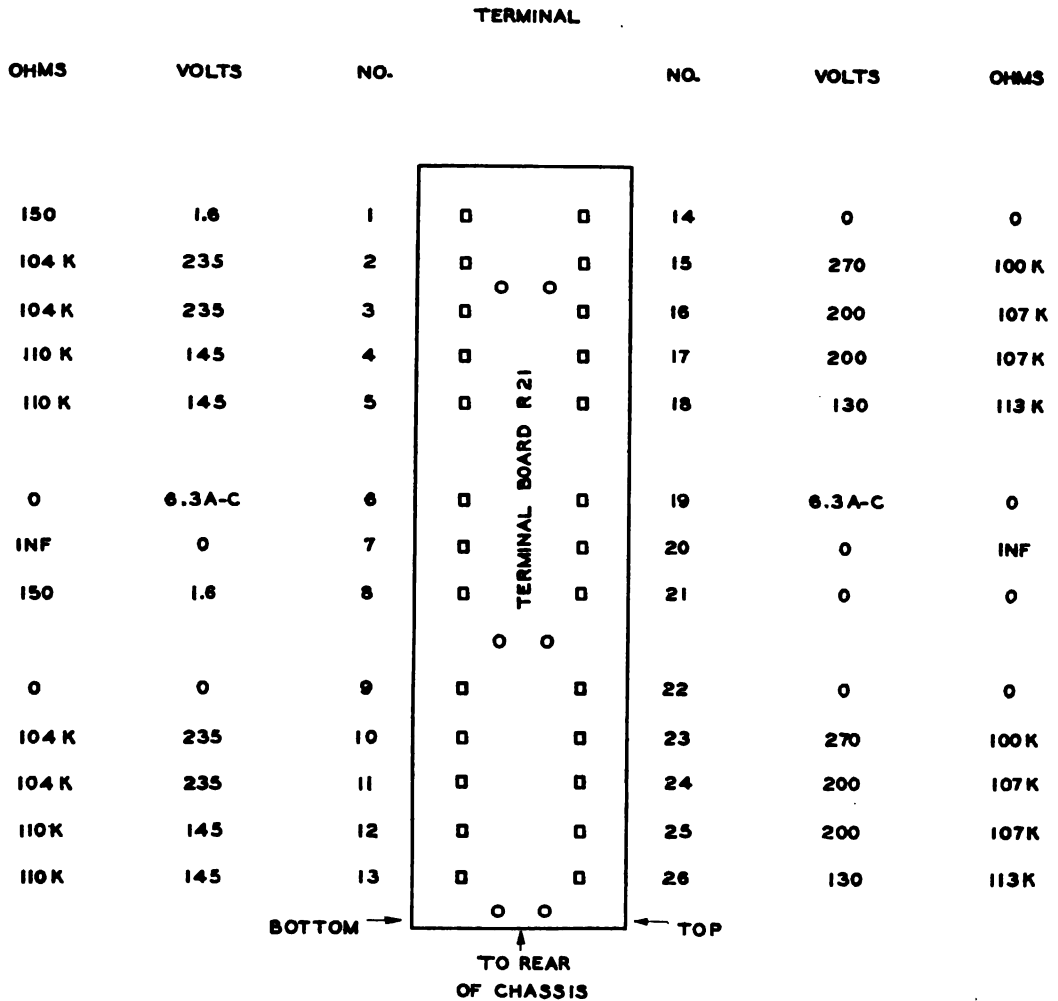 TERMINAL
OHMS VOLTS NO. NO. VOLTS OHMS
150 1.6 1 14 0 0
104 K 235 2 15 270 100 K
104 K 235 3 16 200 107 K
110 K 145 4 17 200 107 K
110 K 145 5 18 130 113 K
TERMINAL BOARD R21
0 6.3A-C 6 19 6.3A-C 0
INF 0 7 20 0 INF
150 1.6 8 21 0 0
0 0 9 22 0 0
104 K 235 10 23 270 100 K
104 K 235 11 24 200 107 K
110 K 145 12 25 200 107 K
110 K 145 13 26 130 113 K
BOTTOM TOP
TO REAR
OF CHASSIS